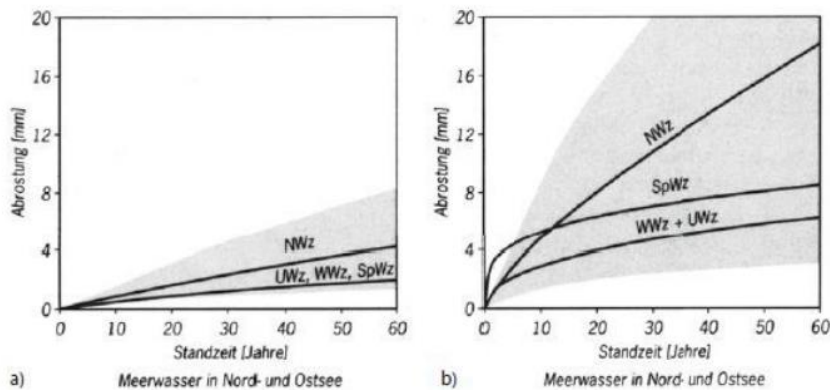 20
16
12
8
4
0
Abrostung [mm]
NWz
UWz, WWz, SpWz
0 10 20 30 40 50 60
Standzeit [Jahre]
a) Meerwasser in Nord- und Ostsee
20
16
12
8
4
0
Abrostung [mm]
NWz
SpWz
WWz + UWz
0 10 20 30 40 50 60
Standzeit [Jahre]
b) Meerwasser in Nord- und Ostsee